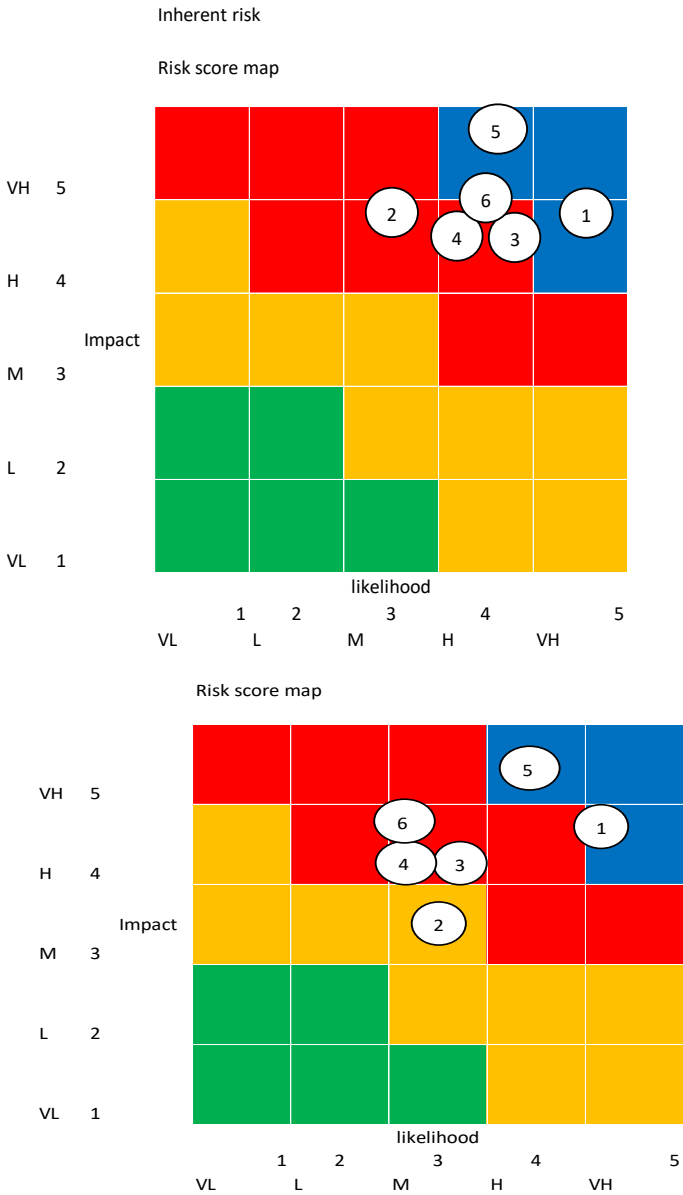 Inherent risk
Risk score map
5
VH 5
6
2
1
4 3
H 4
Impact
M 3
L 2
VL 1
likelihood
1 2 3 4 5
VL L M H VH
Risk score map
5
VH 5
6
1
4 3
H 4
Impact
2
M 3
L 2
VL 1
likelihood
1 2 3 4 5
VL L M H VH